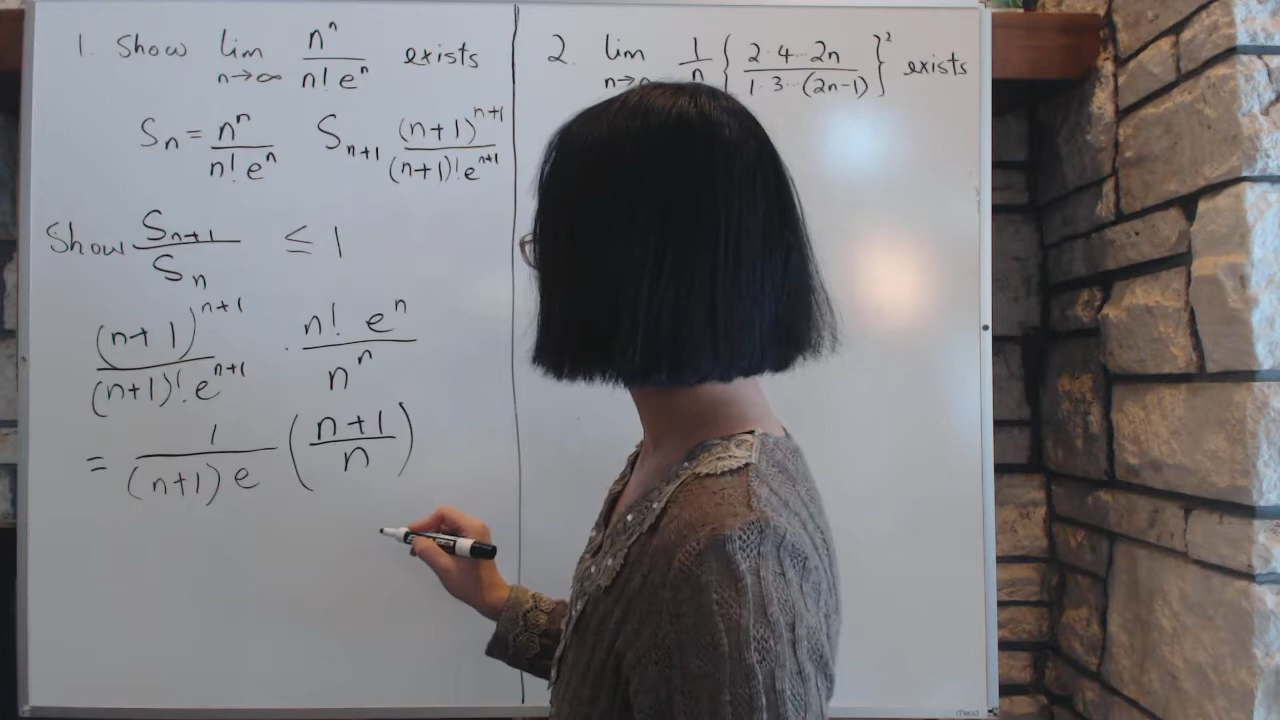 1. Show lim n→∞ n^n / n! e^n exists
S_n = n^n / n! e^n   S_{n+1} (n+1)^{n+1} / (n+1)! e^{n+1}
Show S_{n+1} / S_n ≤ 1
(n+1)^{n+1} / (n+1)! e^{n+1} · n! e^n / n^n
= 1 / (n+1) e ( n+1 / n )
2. lim n→∞ 1/n { 2·4···2n / 1·3···(2n-1) }^2 exists